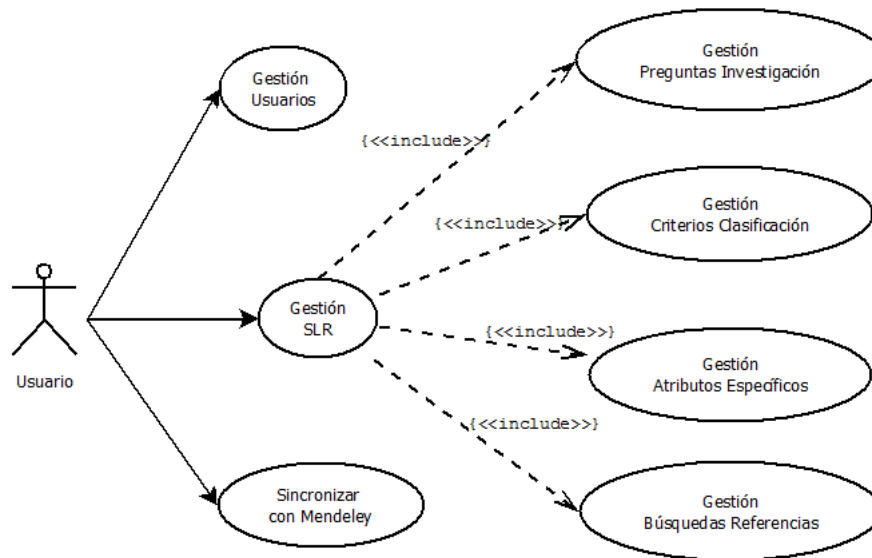 Gestión
Preguntas Investigación
Gestión
Usuarios
{<<include>>}
Gestión
Criterios Clasificación
{<<include>>}
Gestión
SLR
{<<include>>}
Usuario
Gestión
Atributos Específicos
{<<include>>}
Sincronizar
con Mendeley
Gestión
Búsquedas Referencias